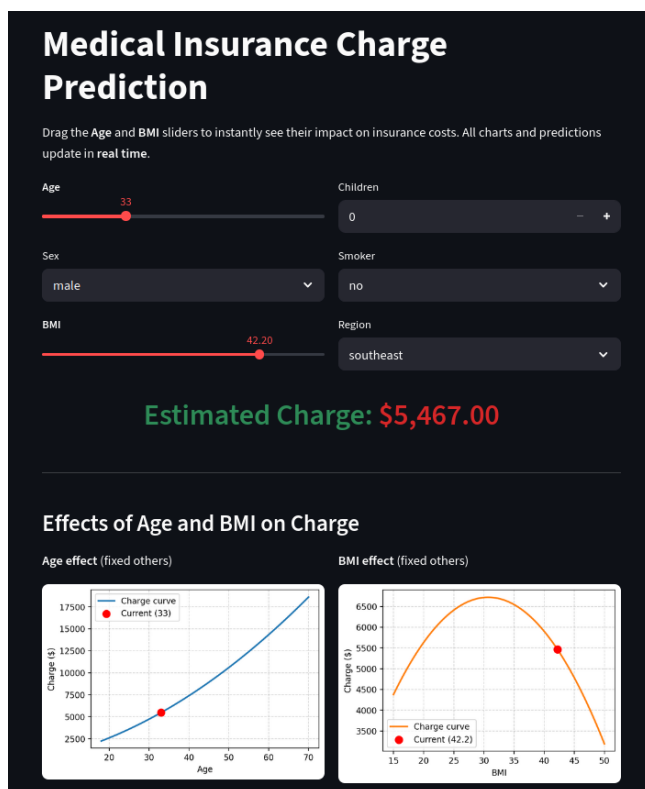 Medical Insurance Charge
Prediction
Drag the Age and BMI sliders to instantly see their impact on insurance costs. All charts and predictions
update in real time.
Age
33
Children
0
Sex
male
Smoker
no
BMI
42.20
Region
southeast
Estimated Charge: $5,467.00
Effects of Age and BMI on Charge
Age effect (fixed others)
Charge curve
Current (33)
17500
15000
12500
10000
7500
5000
2500
Charge ($)
20 30 40 50 60 70
Age
BMI effect (fixed others)
6500
6000
5500
5000
4500
4000
3500
Charge ($)
Charge curve
Current (42.2)
15 20 25 30 35 40 45 50
BMI